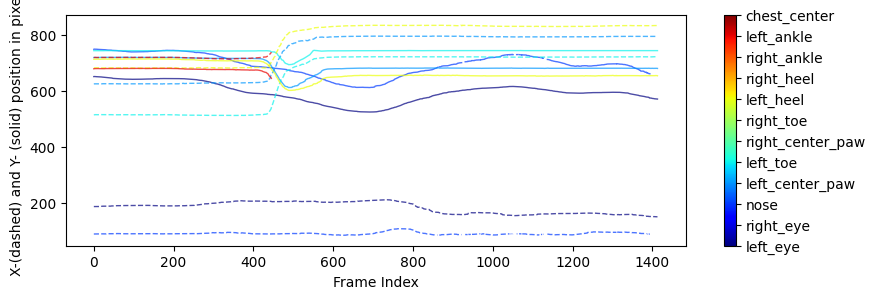 X-(dashed) and Y- (solid) position in pixe
800
600
400
200
0
200
400
600
800
1000
1200
1400
Frame Index
chest_center
left_ankle
right_ankle
right_heel
left_heel
right_toe
right_center_paw
left_toe
left_center_paw
nose
right_eye
left_eye